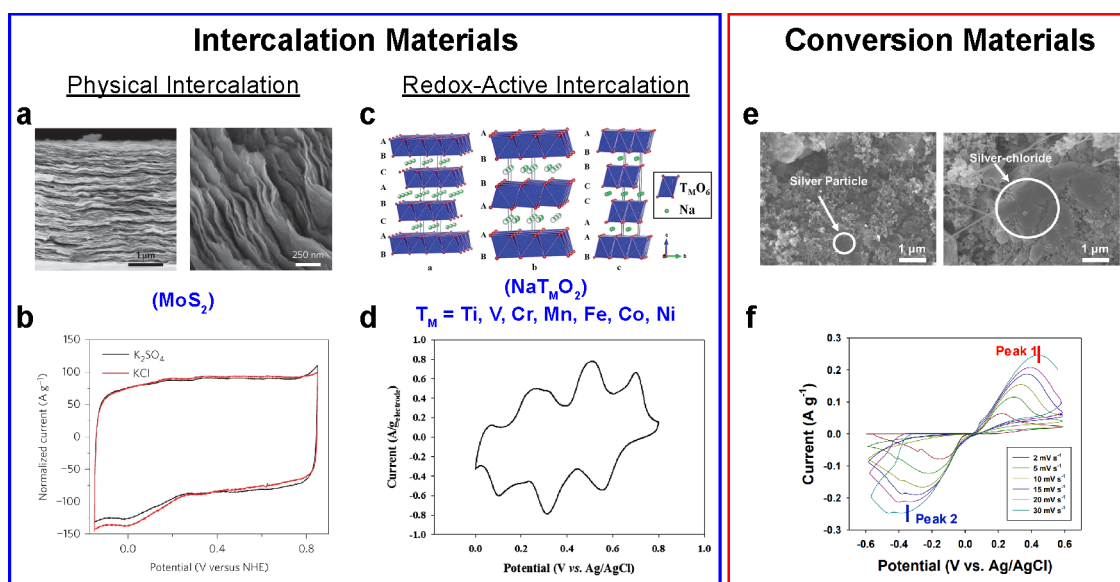 Intercalation Materials
Physical Intercalation
Redox-Active Intercalation
a
1 µm
250 nm
(MoS₂)
b
K₂SO₄
KCl
Normalized current (A g⁻¹)
150
100
50
0
−50
−100
−150
0
0.4
0.8
Potential (V versus NHE)
c
A
B
C
A
B
C
A
B
a
A
B
B
A
A
B
b
A
B
A
B
A
B
A
B
c
TMO₆
Na
c
a
b
(NaTMO₂)
TM = Ti, V, Cr, Mn, Fe, Co, Ni
d
Current (A/gelectrode)
1.0
0.8
0.6
0.4
0.2
0.0
-0.2
-0.4
-0.6
-0.8
-1.0
0.0
0.2
0.4
0.6
0.8
1.0
Potential (V vs. Ag/AgCl)
Conversion Materials
e
Silver Particle
1 µm
Silver-chloride
1 µm
f
Peak 1
Peak 2
Current (A g⁻¹)
0.3
0.2
0.1
0.0
-0.1
-0.2
-0.3
2 mV s⁻¹
5 mV s⁻¹
10 mV s⁻¹
15 mV s⁻¹
20 mV s⁻¹
30 mV s⁻¹
-0.6
-0.4
-0.2
0.0
0.2
0.4
0.6
Potential (V vs. Ag/AgCl)